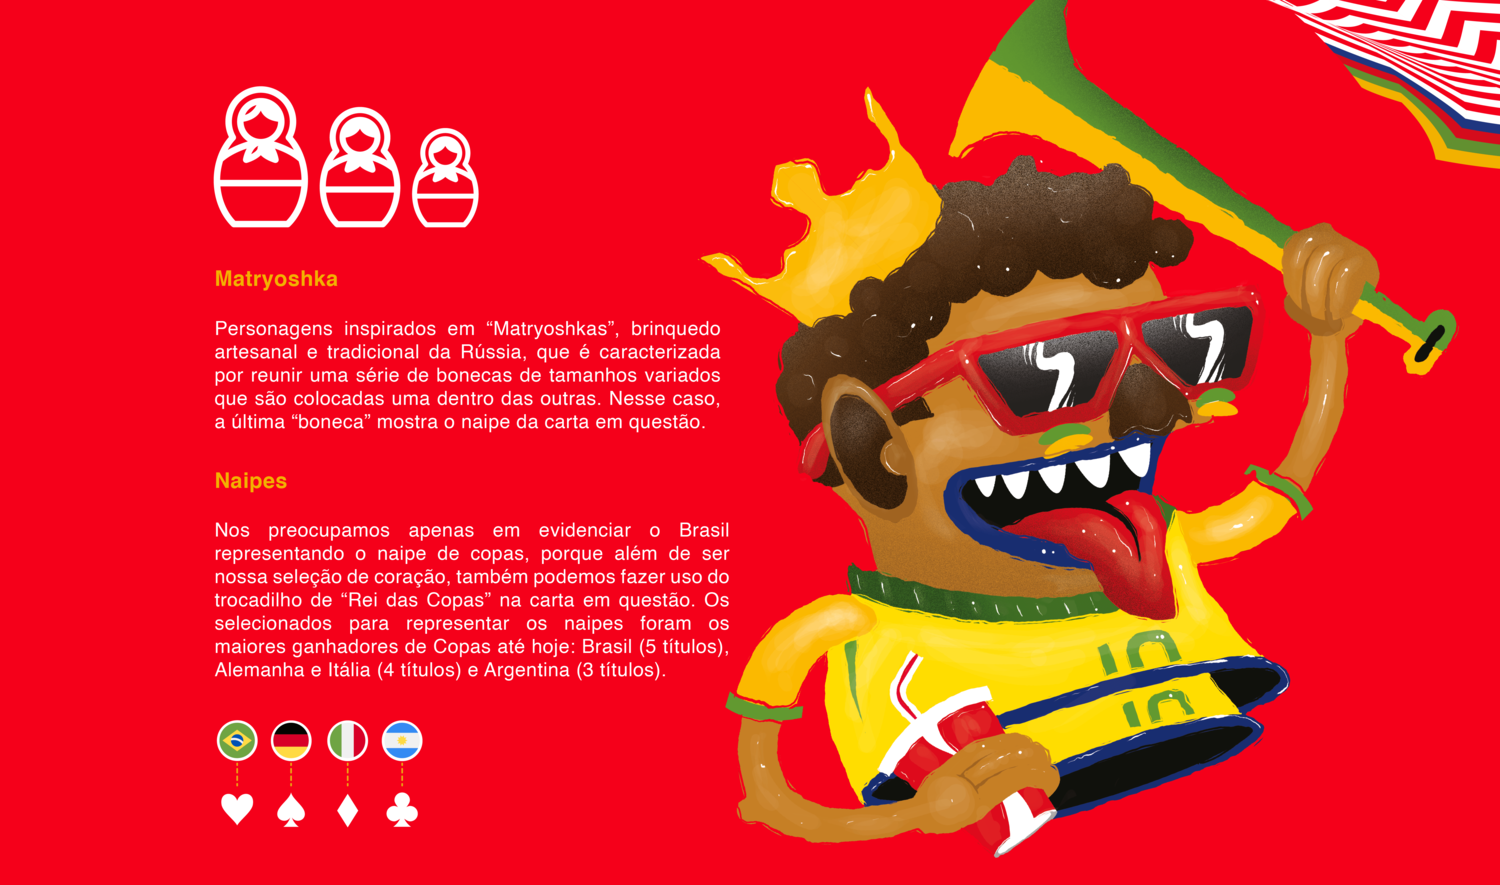 Matryoshka
Personagens inspirados em “Matryoshkas”, brinquedo
artesanal e tradicional da Rússia, que é caracterizada
por reunir uma série de bonecas de tamanhos variados
que são colocadas uma dentro das outras. Nesse caso,
a última “boneca” mostra o naipe da carta em questão.
Naipes
Nos preocupamos apenas em evidenciar o Brasil
representando o naipe de copas, porque além de ser
nossa seleção de coração, também podemos fazer uso do
trocadilho de “Rei das Copas” na carta em questão. Os
selecionados para representar os naipes foram os
maiores ganhadores de Copas até hoje: Brasil (5 títulos),
Alemanha e Itália (4 títulos) e Argentina (3 títulos).
10
10